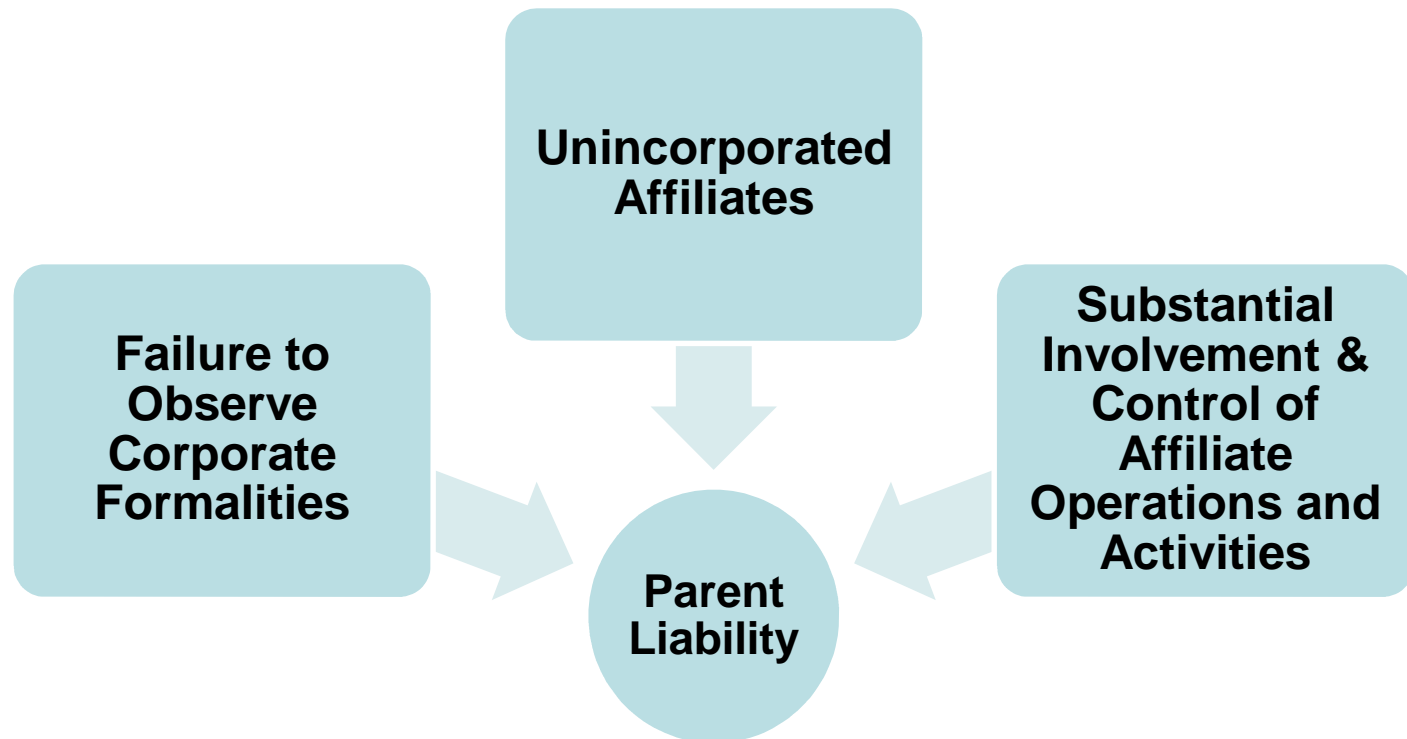 Unincorporated
Affiliates
Failure to
Observe
Corporate
Formalities
Substantial
Involvement &
Control of
Affiliate
Operations and
Activities
Parent
Liability